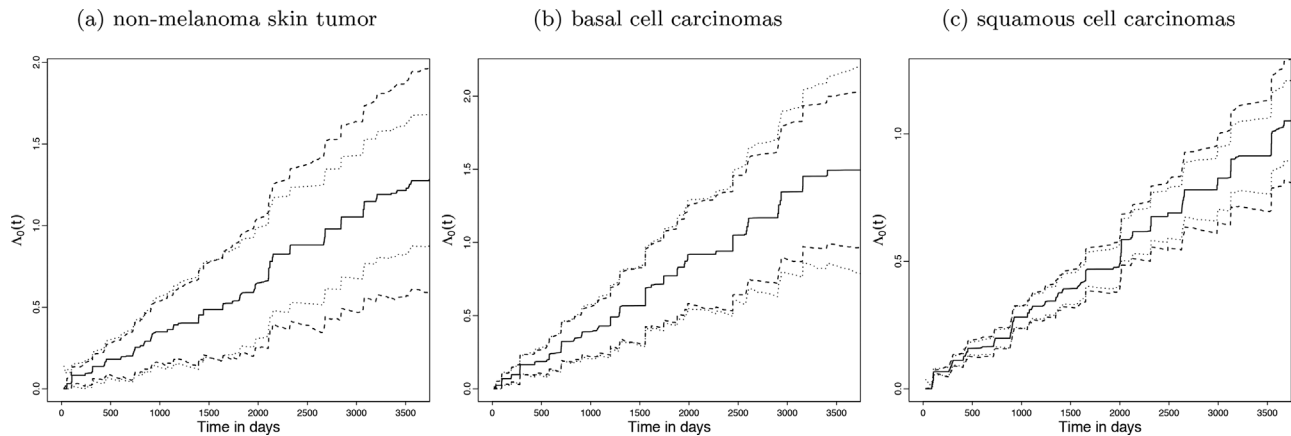 (a) non-melanoma skin tumor
(b) basal cell carcinomas
(c) squamous cell carcinomas
Λ₀(t)
2.0
1.5
1.0
0.5
0.0
0 500 1000 1500 2000 2500 3000 3500
Time in days
Λ₀(t)
2.0
1.5
1.0
0.5
0.0
0 500 1000 1500 2000 2500 3000 3500
Time in days
Λ₀(t)
1.0
0.5
0.0
0 500 1000 1500 2000 2500 3000 3500
Time in days